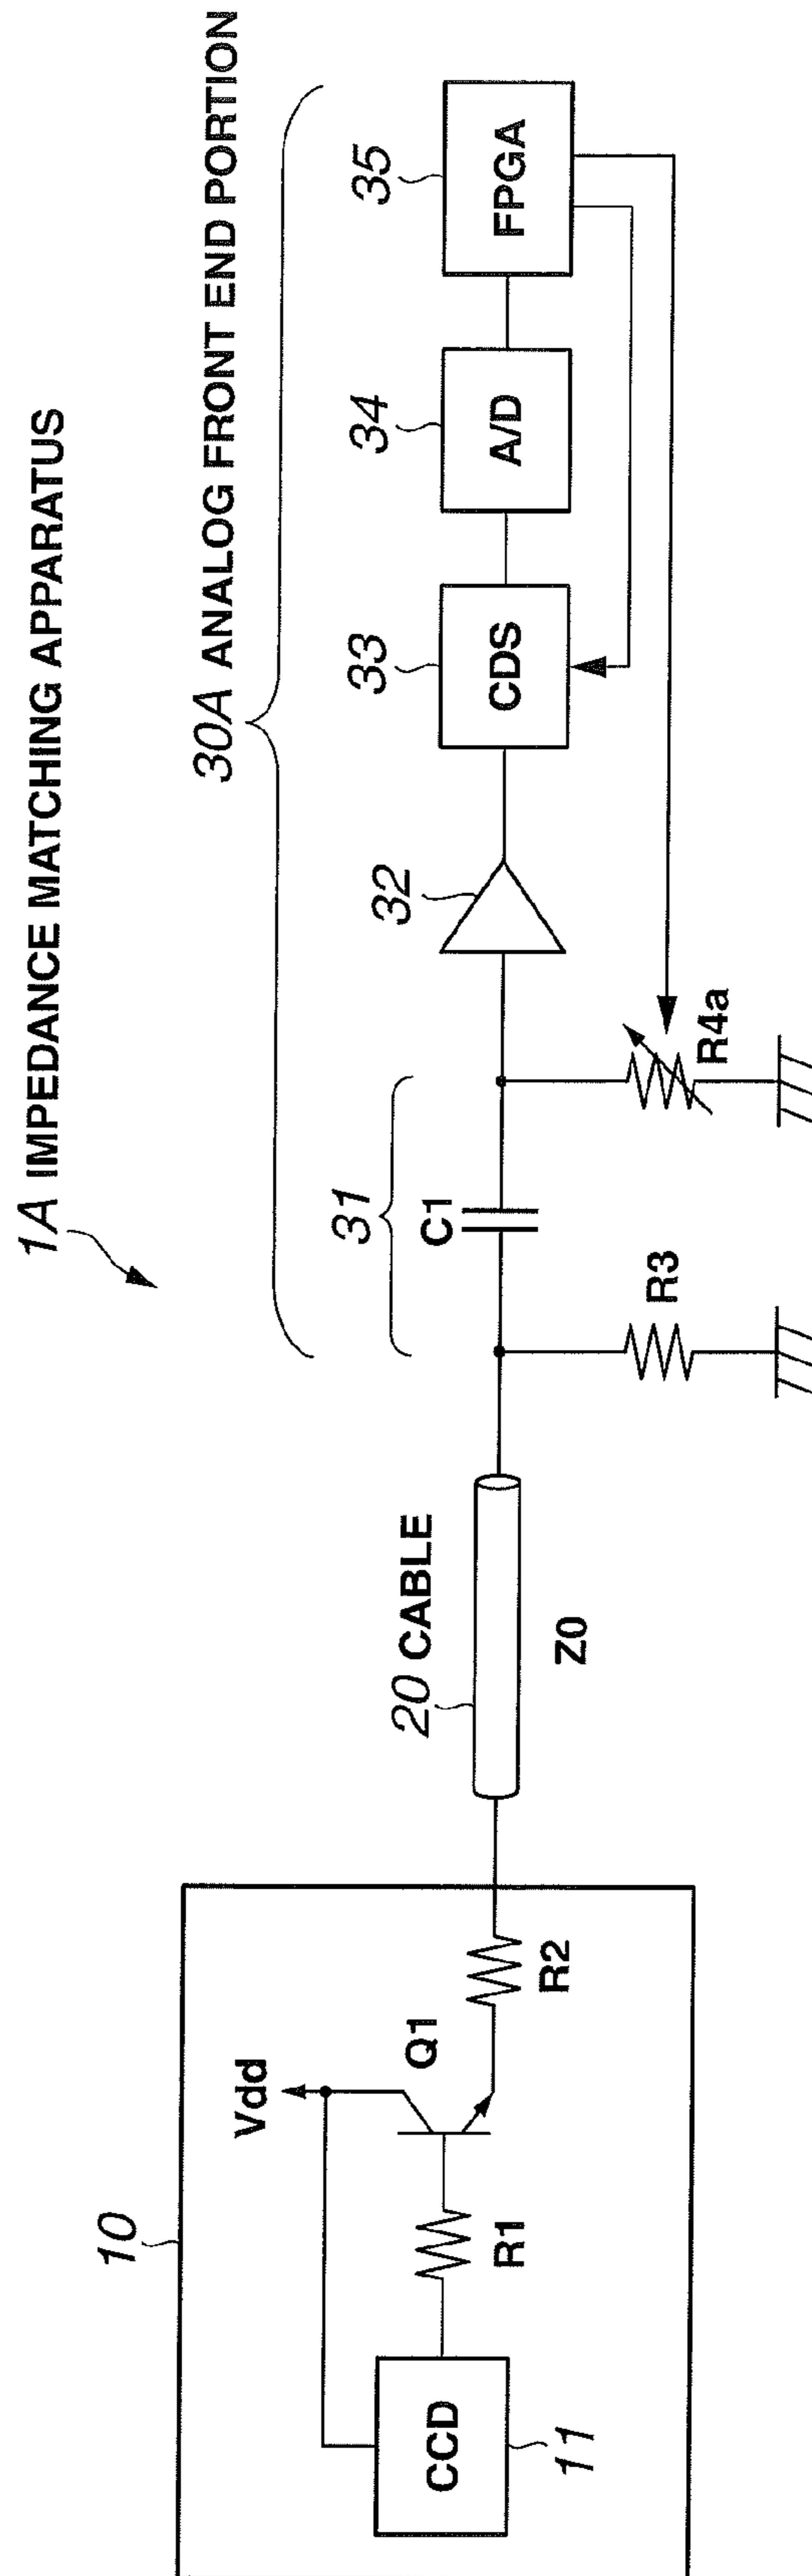 1A IMPEDANCE MATCHING APPARATUS
30A ANALOG FRONT END PORTION
10
Vdd
Q1
CCD
11
R1
R2
20 CABLE
Z0
31
C1
R3
R4a
32
33
CDS
34
A/D
35
FPGA